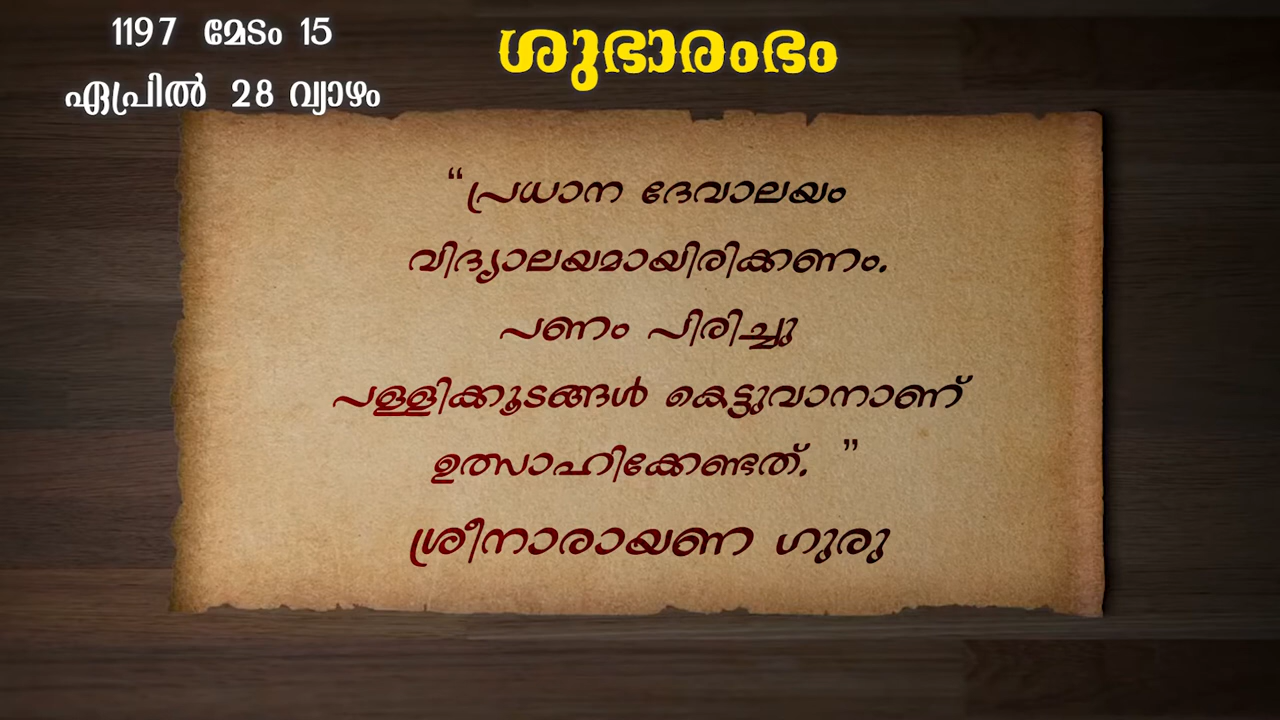 1197 മേടം 15
ഏപ്രിൽ 28 വ്യാഴം
ശുഭാരംഭം
“പ്രധാന ദേവാലയം
വിദ്യാലയമായിരിക്കണം.
പണം പിരിച്ചു
പള്ളിക്കൂടങ്ങൾ കെട്ടുവാനാണ്
ഉത്സാഹിക്കേണ്ടത്. ”
ശ്രീനാരായണ ഗുരു